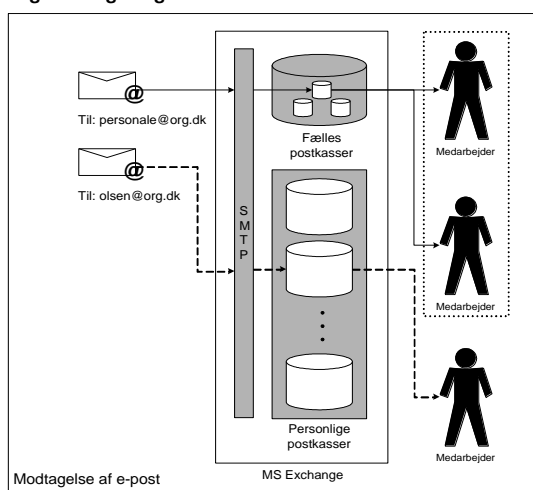 @
Til: personale@org.dk
@
Til: olsen@org.dk
S
M
T
P
Fælles
postkasser
Personlige
postkasser
MS Exchange
Medarbejder
Medarbejder
Medarbejder
Modtagelse af e-post